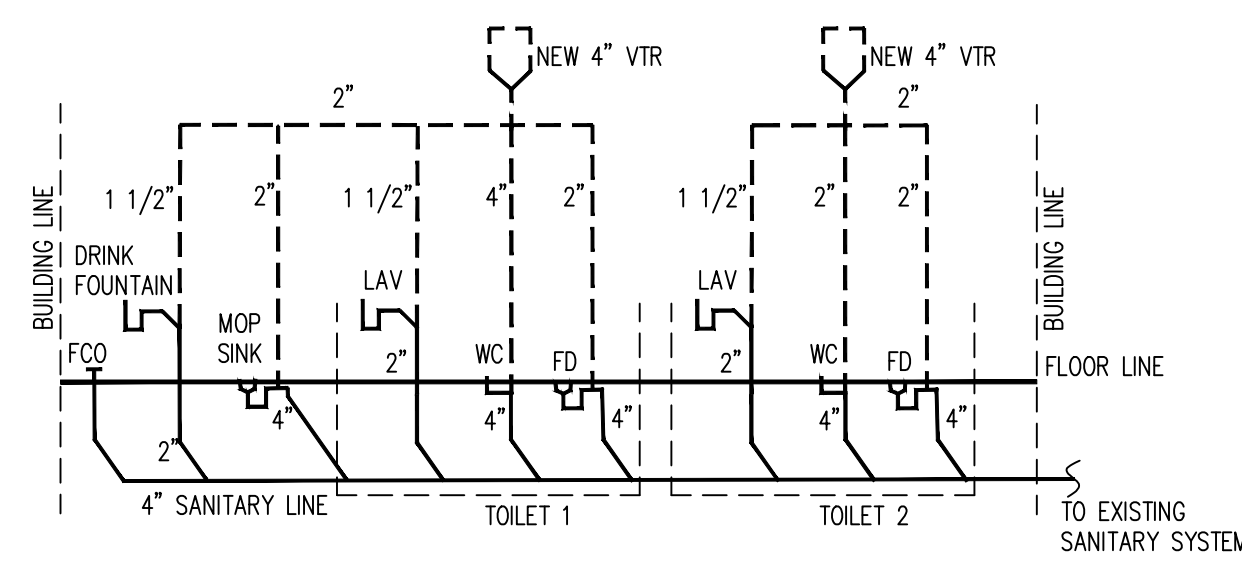 NEW 4” VTR
NEW 4” VTR
2”
2”
1 1/2”
2”
1 1/2”
4”
2”
1 1/2”
2”
2”
BUILDING LINE
BUILDING LINE
DRINK
FOUNTAIN
LAV
LAV
MOP
SINK
FCO
2”
WC
FD
2”
WC
FD
FLOOR LINE
4”
4”
4”
4”
4”
2”
4” SANITARY LINE
TOILET 1
TOILET 2
TO EXISTING
SANITARY SYSTEM